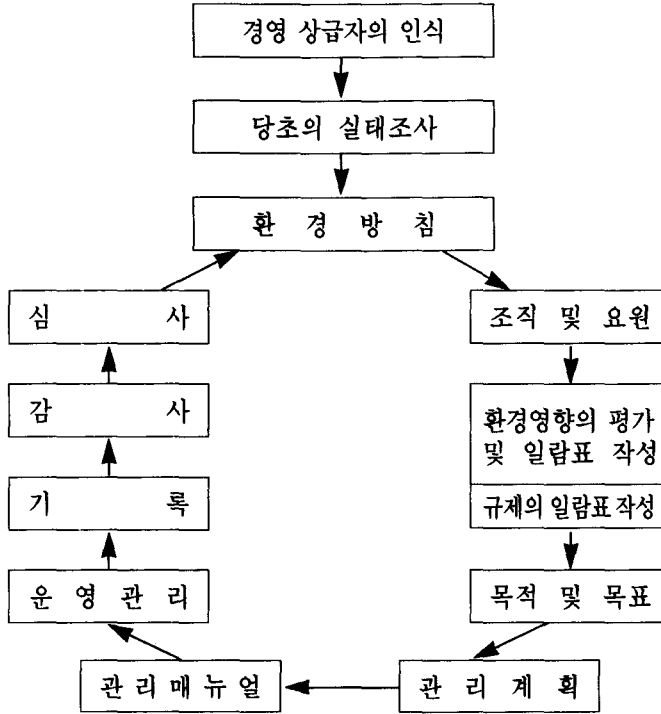 경영 상급자의 인식
당초의 실태조사
환 경 방 침
조직 및 요원
환경영향의 평가
및 일람표 작성
규제의 일람표작성
목적 및 목표
관 리 계 획
관리매뉴얼
운 영 관 리
기 록
감 사
심 사